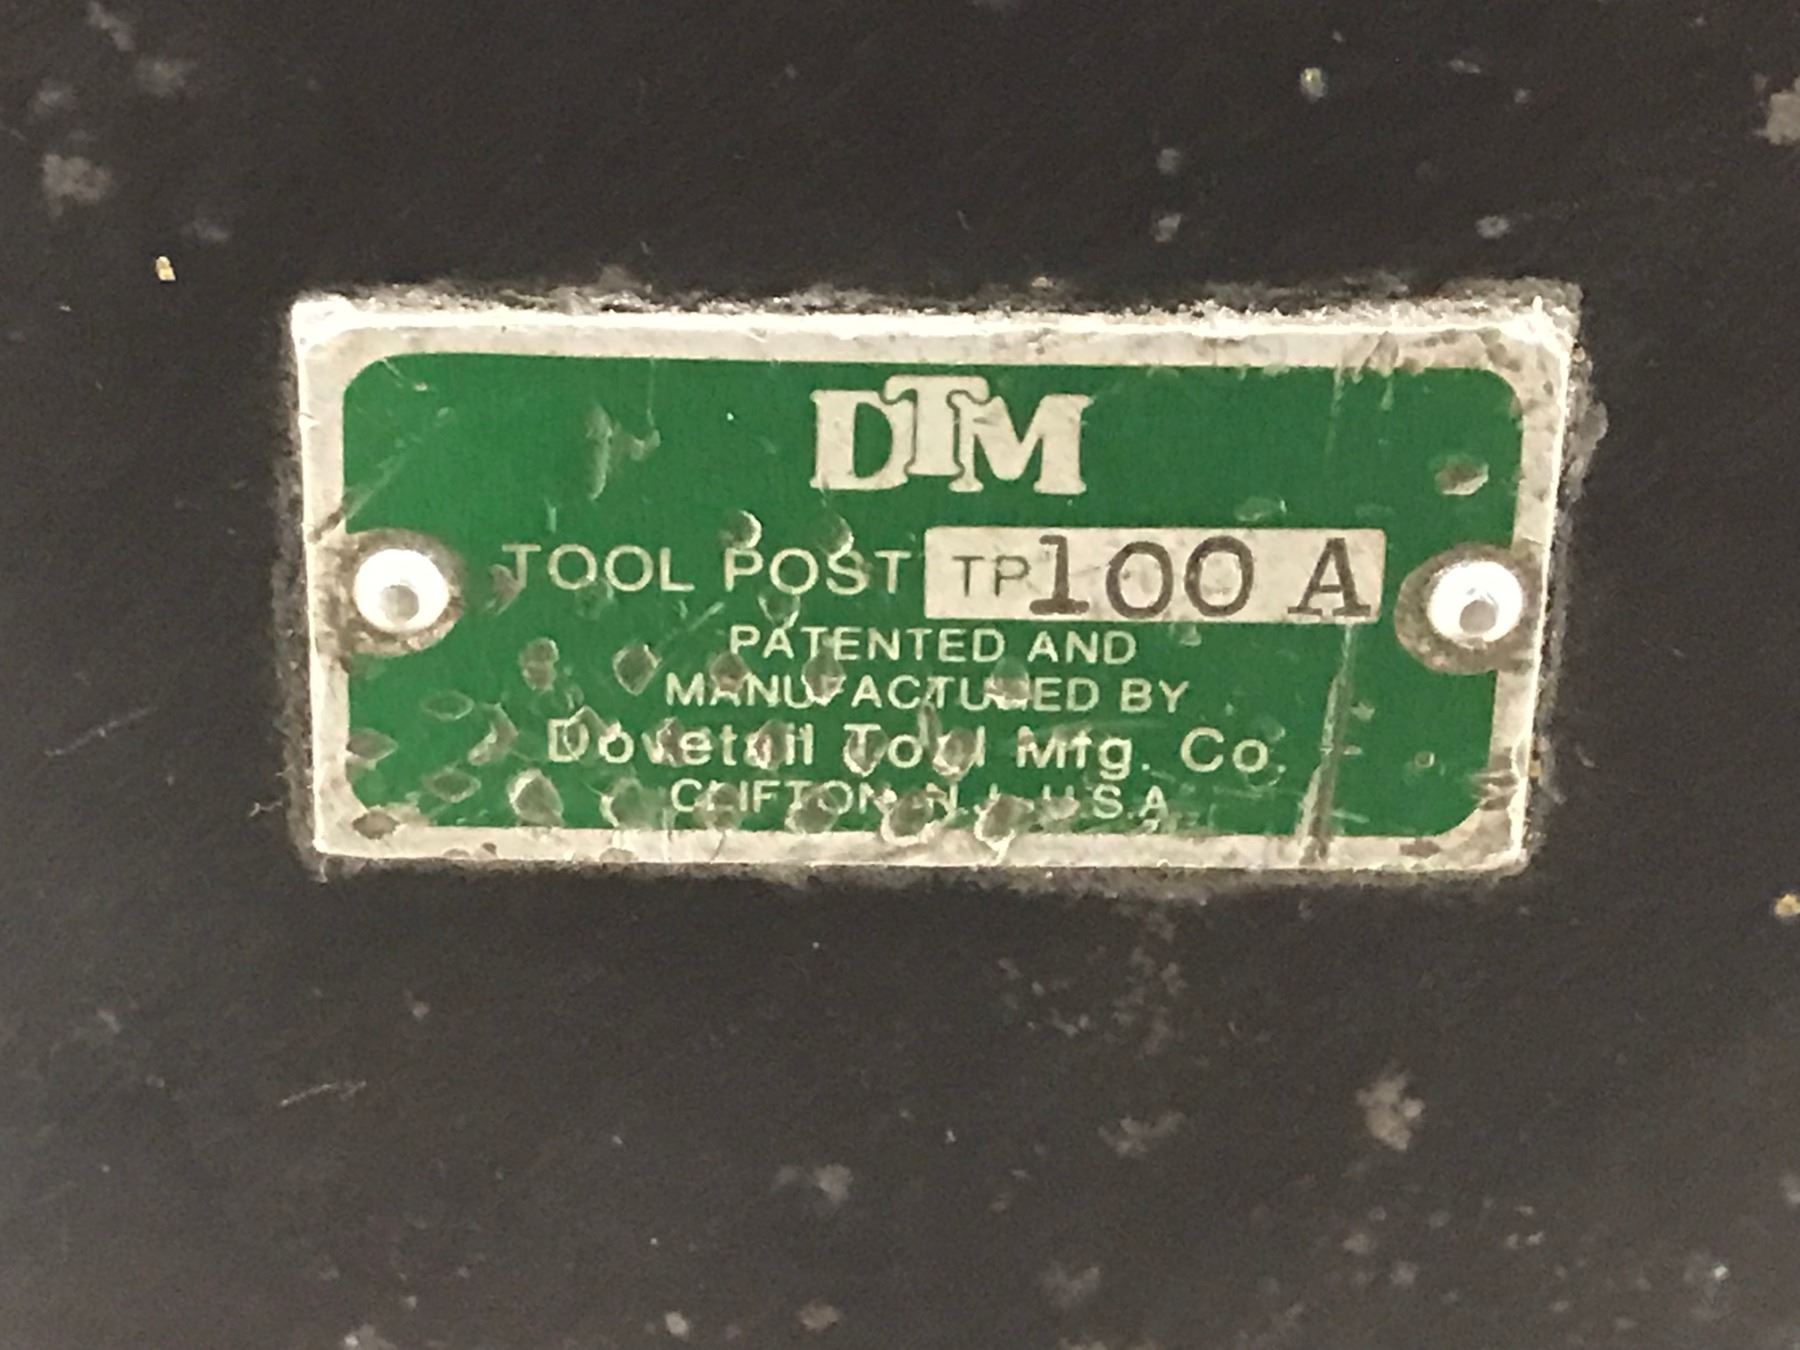 DTM
TOOL POST TP100 A
PATENTED AND
MANUFACTURED BY
Dovetail Tool Mfg. Co.
CLIFTON, N.J. U.S.A.